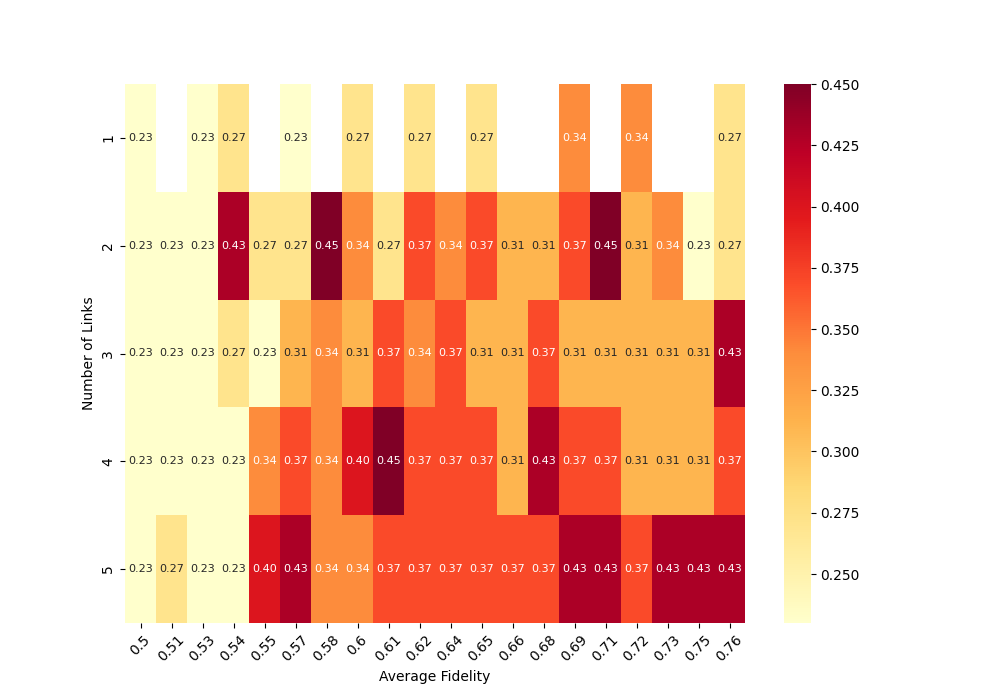 0.450
1 0.23 0.23 0.27 0.23 0.27 0.27 0.27 0.34 0.34 0.27
0.425
0.400
2 0.23 0.23 0.23 0.43 0.27 0.27 0.45 0.34 0.27 0.37 0.34 0.37 0.31 0.31 0.37 0.45 0.31 0.34 0.23 0.27
0.375
Number of Links
0.350
3 0.23 0.23 0.23 0.27 0.23 0.31 0.34 0.31 0.37 0.34 0.37 0.31 0.31 0.37 0.31 0.31 0.31 0.31 0.31 0.43
0.325
0.300
4 0.23 0.23 0.23 0.23 0.34 0.37 0.34 0.40 0.45 0.37 0.37 0.37 0.31 0.43 0.37 0.37 0.31 0.31 0.31 0.37
0.275
5 0.23 0.27 0.23 0.23 0.40 0.43 0.34 0.34 0.37 0.37 0.37 0.37 0.37 0.37 0.43 0.43 0.37 0.43 0.43 0.43
0.250
0.5 0.51 0.53 0.54 0.55 0.57 0.58 0.6 0.61 0.62 0.64 0.65 0.66 0.68 0.69 0.71 0.72 0.73 0.75 0.76
Average Fidelity